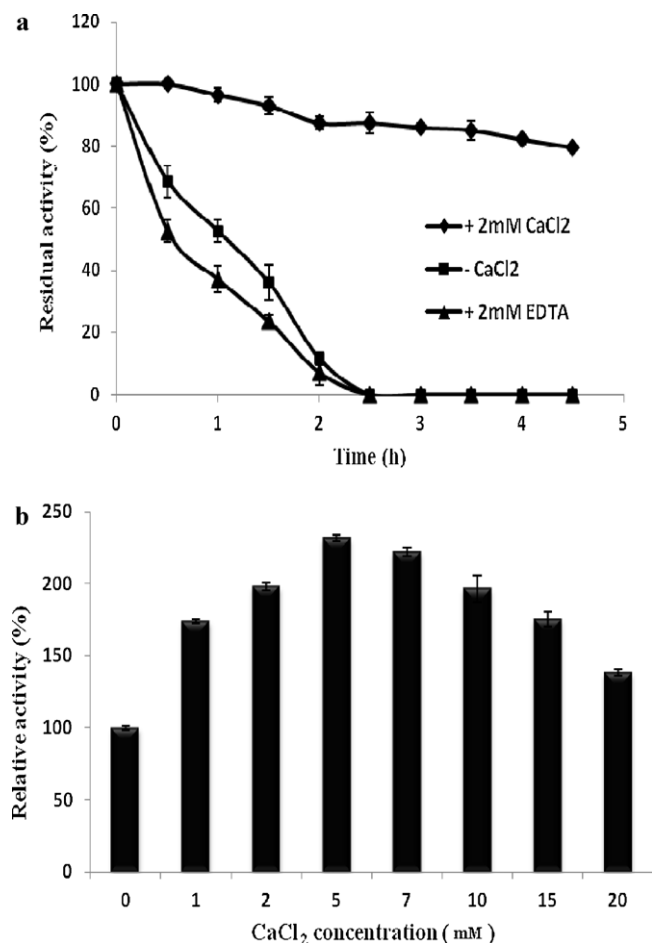 a
120
100
80
60
40
20
0
Residual activity (%)
+ 2mM CaCl2
- CaCl2
+ 2mM EDTA
0 1 2 3 4 5
Time (h)
b
250
200
150
100
50
0
Relative activity (%)
0 1 2 5 7 10 15 20
CaCl₂ concentration ( mM)